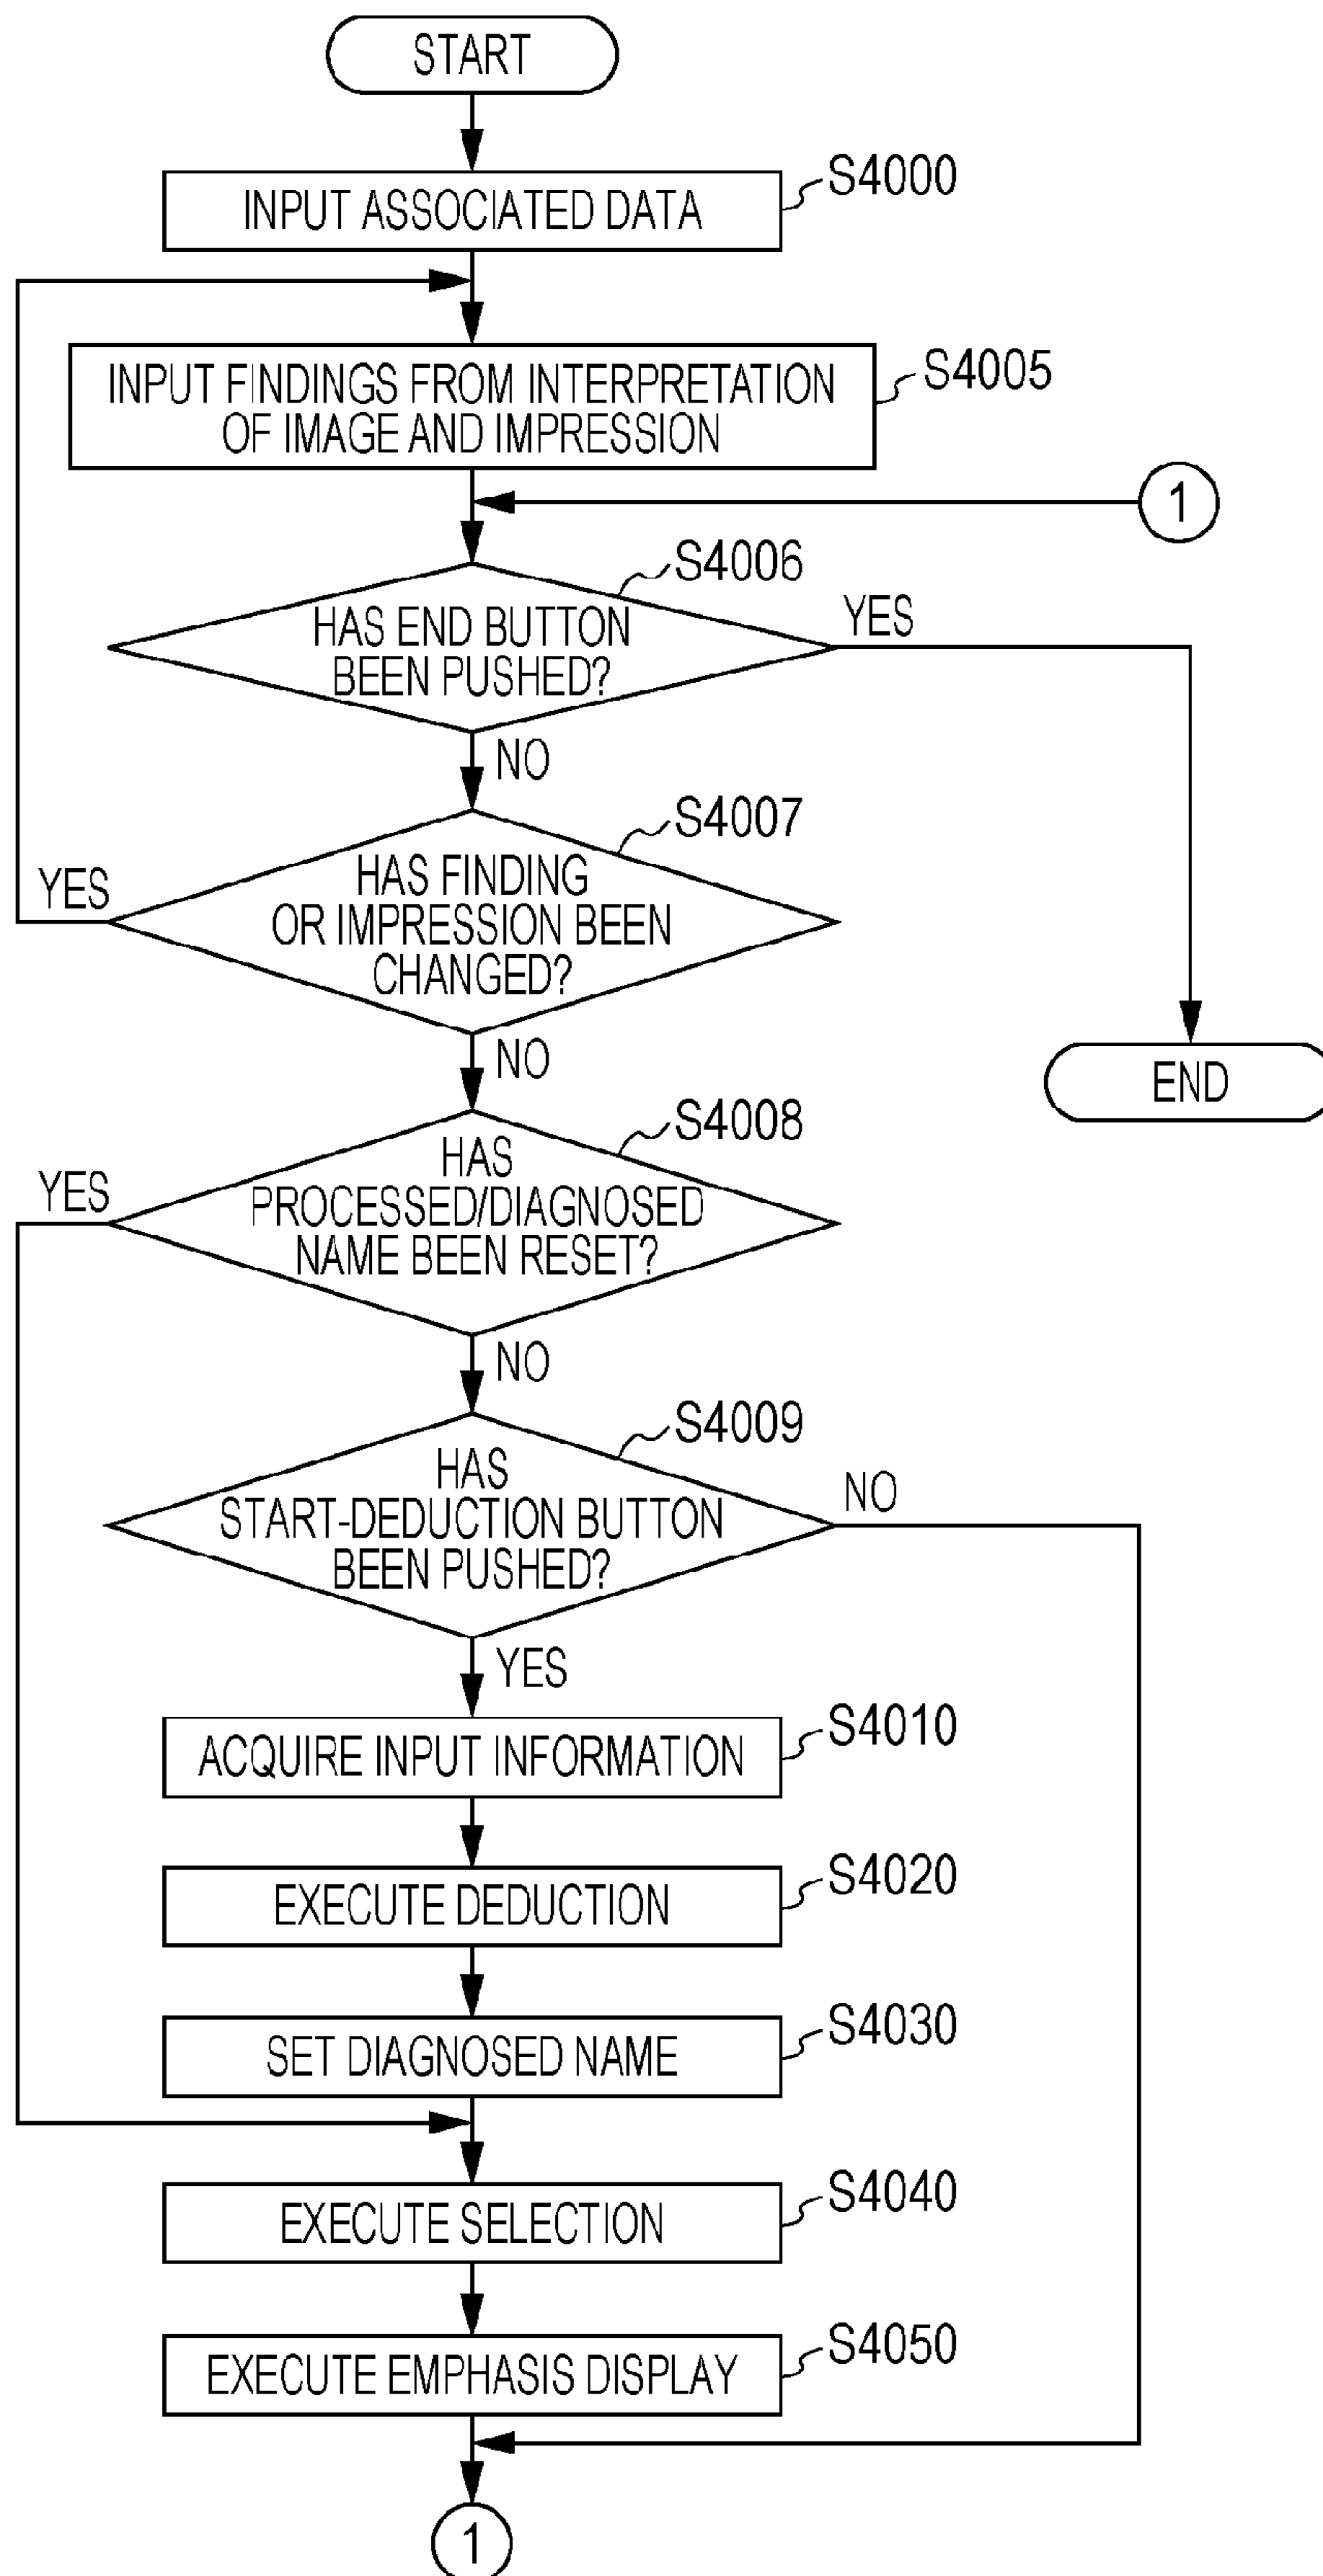 START
INPUT ASSOCIATED DATA
S4000
INPUT FINDINGS FROM INTERPRETATION
OF IMAGE AND IMPRESSION
S4005
1
S4006
HAS END BUTTON
BEEN PUSHED?
YES
NO
S4007
HAS FINDING
OR IMPRESSION BEEN
CHANGED?
YES
NO
END
S4008
HAS
PROCESSED/DIAGNOSED
NAME BEEN RESET?
YES
NO
S4009
HAS
START-DEDUCTION BUTTON
BEEN PUSHED?
NO
YES
ACQUIRE INPUT INFORMATION
S4010
EXECUTE DEDUCTION
S4020
SET DIAGNOSED NAME
S4030
EXECUTE SELECTION
S4040
EXECUTE EMPHASIS DISPLAY
S4050
1